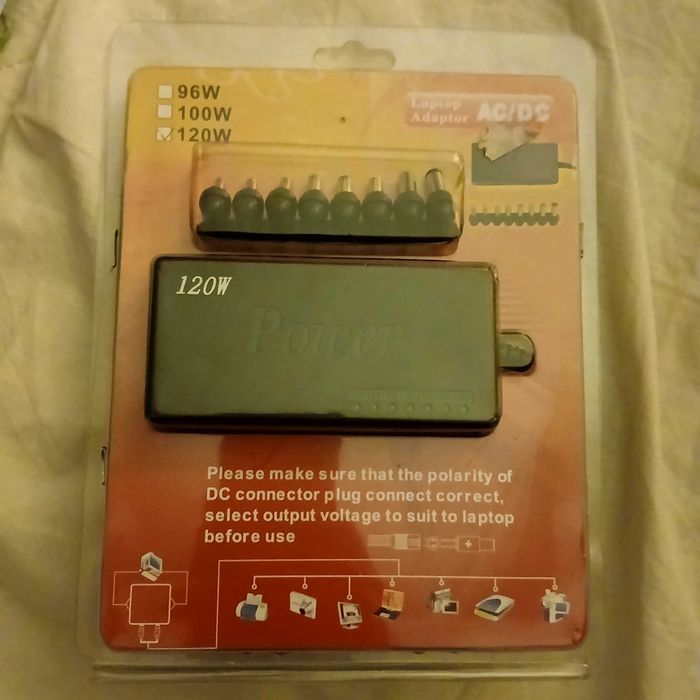 96W
100W
120W
Laptop
Adaptor
AC/DC
120W
Power
Please make sure that the polarity of
DC connector plug connect correct,
select output voltage to suit to laptop
before use